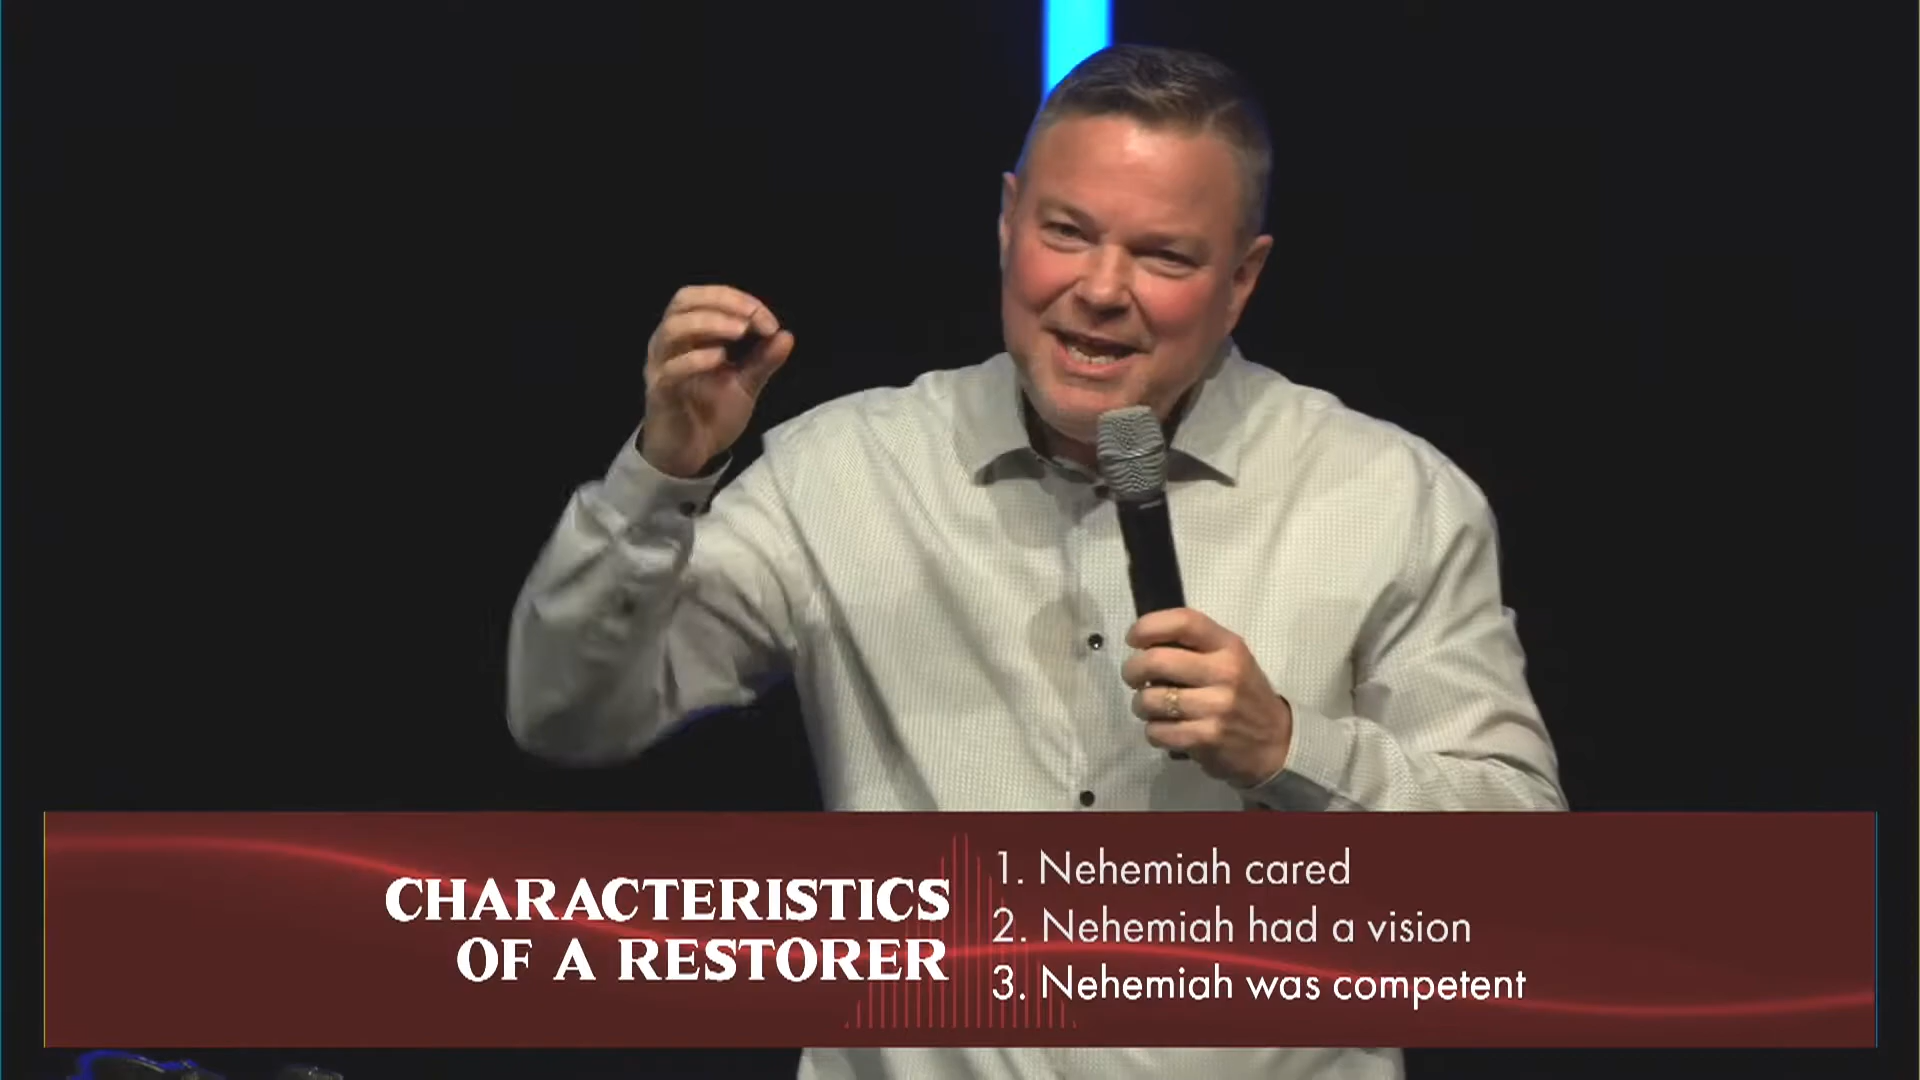 CHARACTERISTICS
OF A RESTORER
1. Nehemiah cared
2. Nehemiah had a vision
3. Nehemiah was competent